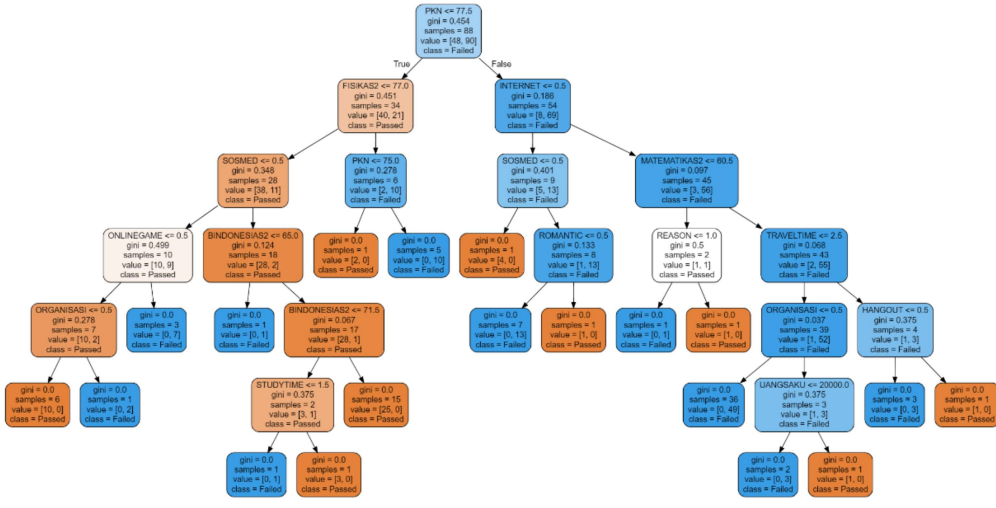 PKN <= 77.5
gini = 0.454
samples = 88
value = [48, 90]
class = Failed
True
False
FISIKAS2 <= 77.0
gini = 0.451
samples = 34
value = [40, 21]
class = Passed
INTERNET <= 0.5
gini = 0.186
samples = 54
value = [8, 69]
class = Failed
SOSMED <= 0.5
gini = 0.348
samples = 28
value = [38, 11]
class = Passed
PKN <= 75.0
gini = 0.278
samples = 6
value = [2, 10]
class = Failed
SOSMED <= 0.5
gini = 0.401
samples = 9
value = [5, 13]
class = Failed
MATEMATIKAS2 <= 60.5
gini = 0.097
samples = 45
value = [3, 56]
class = Failed
ONLINEGAME <= 0.5
gini = 0.499
samples = 10
value = [10, 9]
class = Passed
BINDONESIAS2 <= 65.0
gini = 0.124
samples = 18
value = [28, 2]
class = Passed
gini = 0.0
samples = 1
value = [2, 0]
class = Passed
gini = 0.0
samples = 5
value = [0, 10]
class = Failed
gini = 0.0
samples = 1
value = [4, 0]
class = Passed
ROMANTIC <= 0.5
gini = 0.133
samples = 8
value = [1, 13]
class = Failed
REASON <= 1.0
gini = 0.5
samples = 2
value = [1, 1]
class = Passed
TRAVELTIME <= 2.5
gini = 0.068
samples = 43
value = [2, 55]
class = Failed
ORGANISASI <= 0.5
gini = 0.278
samples = 7
value = [10, 2]
class = Passed
gini = 0.0
samples = 3
value = [0, 7]
class = Failed
gini = 0.0
samples = 1
value = [0, 1]
class = Failed
BINDONESIAS2 <= 71.5
gini = 0.067
samples = 17
value = [28, 1]
class = Passed
gini = 0.0
samples = 7
value = [0, 13]
class = Failed
gini = 0.0
samples = 1
value = [1, 0]
class = Passed
gini = 0.0
samples = 1
value = [0, 1]
class = Failed
gini = 0.0
samples = 1
value = [1, 0]
class = Passed
ORGANISASI <= 0.5
gini = 0.037
samples = 39
value = [1, 52]
class = Failed
HANGOUT <= 0.5
gini = 0.375
samples = 4
value = [1, 3]
class = Failed
gini = 0.0
samples = 6
value = [10, 0]
class = Passed
gini = 0.0
samples = 1
value = [0, 2]
class = Failed
STUDYTIME <= 1.5
gini = 0.375
samples = 2
value = [3, 1]
class = Passed
gini = 0.0
samples = 15
value = [25, 0]
class = Passed
gini = 0.0
samples = 36
value = [0, 49]
class = Failed
UANGSAKU <= 20000.0
gini = 0.375
samples = 3
value = [1, 3]
class = Failed
gini = 0.0
samples = 3
value = [0, 3]
class = Failed
gini = 0.0
samples = 1
value = [1, 0]
class = Passed
gini = 0.0
samples = 1
value = [0, 1]
class = Failed
gini = 0.0
samples = 1
value = [3, 0]
class = Passed
gini = 0.0
samples = 2
value = [0, 3]
class = Failed
gini = 0.0
samples = 1
value = [1, 0]
class = Passed